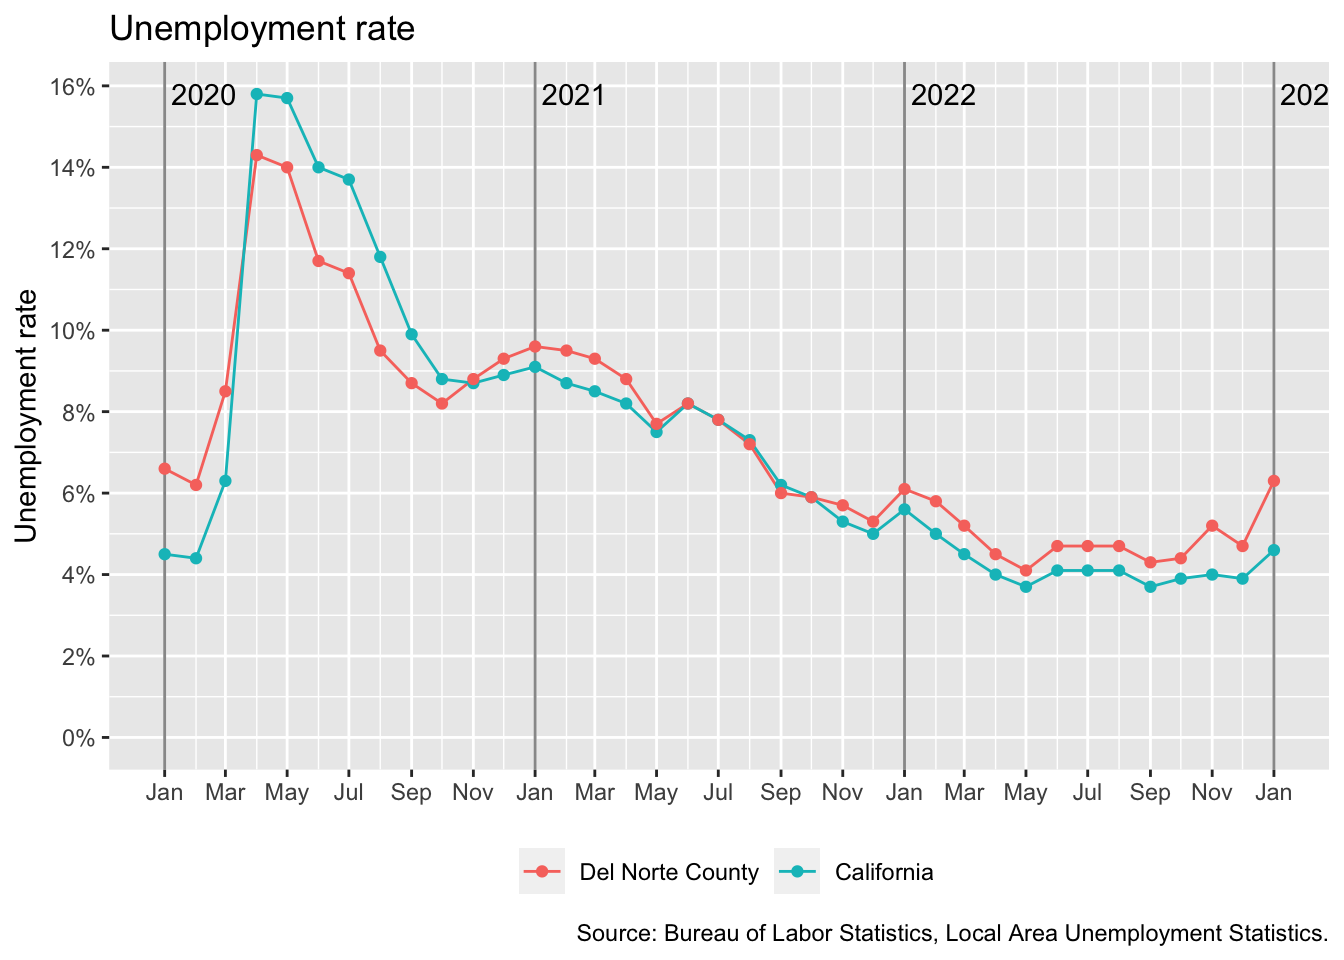 Unemployment rate
Unemployment rate
16%
14%
12%
10%
8%
6%
4%
2%
0%
2020 2021 2022 202
Jan Mar May Jul Sep Nov Jan Mar May Jul Sep Nov Jan Mar May Jul Sep Nov Jan
Del Norte County California
Source: Bureau of Labor Statistics, Local Area Unemployment Statistics.